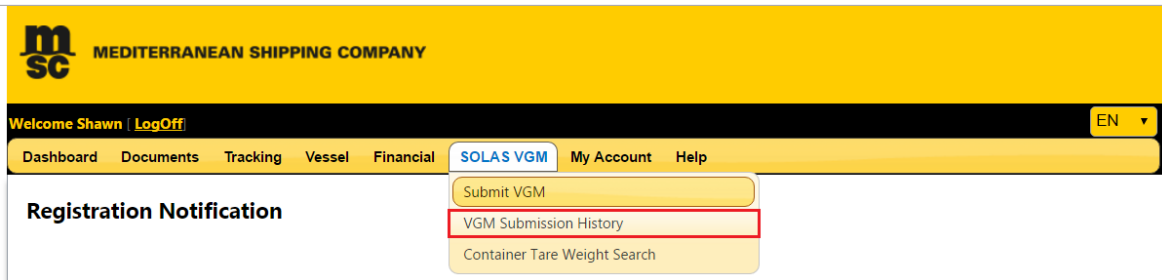 msc MEDITERRANEAN SHIPPING COMPANY
Welcome Shawn [ LogOff] EN
Dashboard Documents Tracking Vessel Financial SOLAS VGM My Account Help
Submit VGM
Registration Notification
VGM Submission History
Container Tare Weight Search